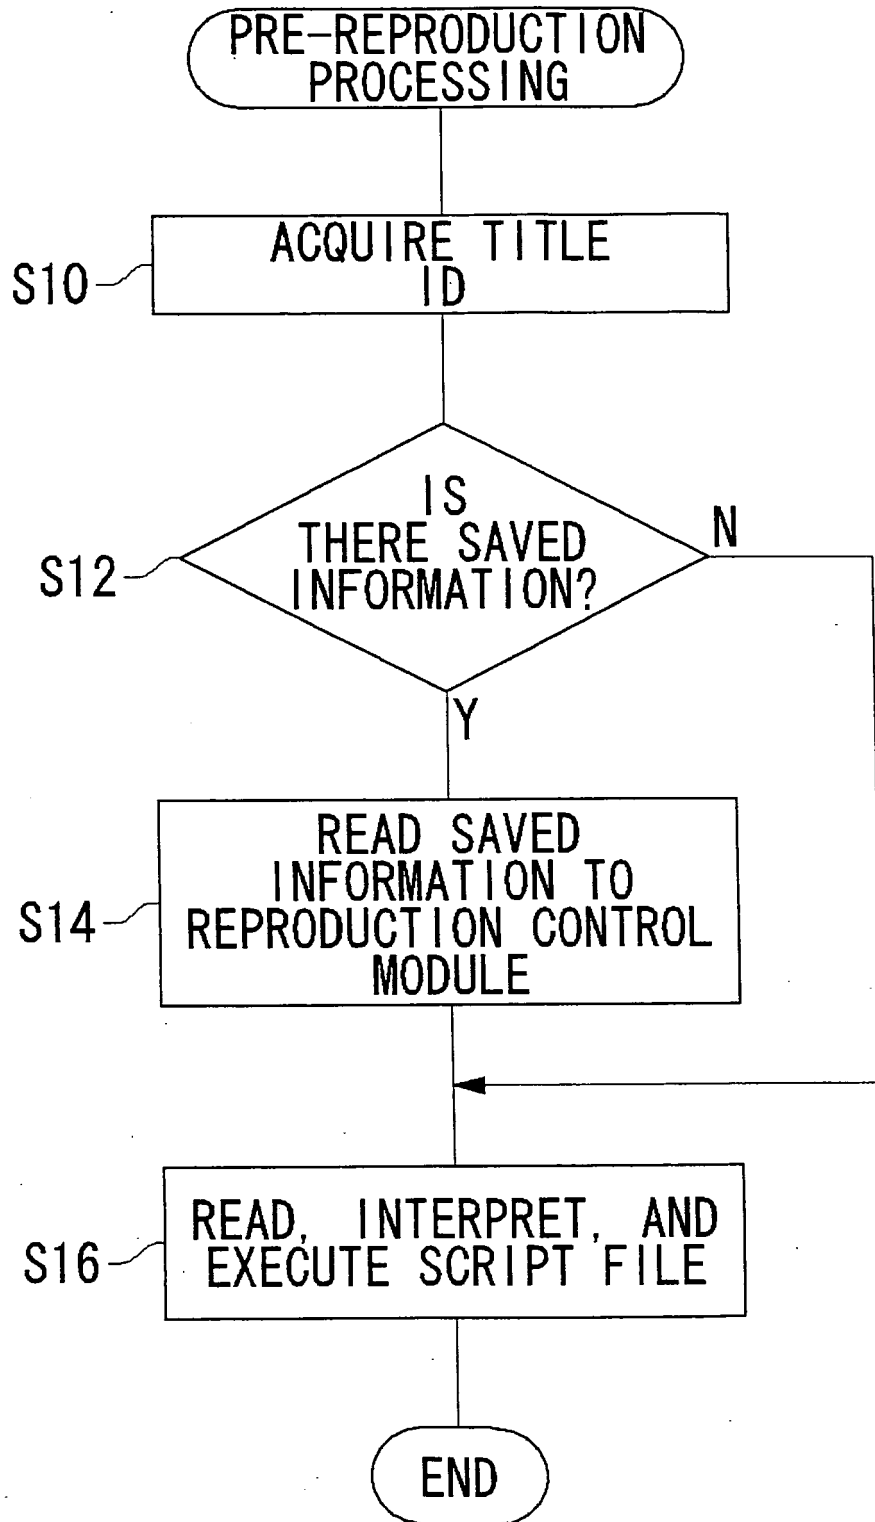 PRE-REPRODUCTION
PROCESSING
ACQUIRE TITLE
ID
S10
IS
THERE SAVED
INFORMATION?
N
S12
Y
READ SAVED
INFORMATION TO
REPRODUCTION CONTROL
MODULE
S14
READ, INTERPRET, AND
EXECUTE SCRIPT FILE
S16
END